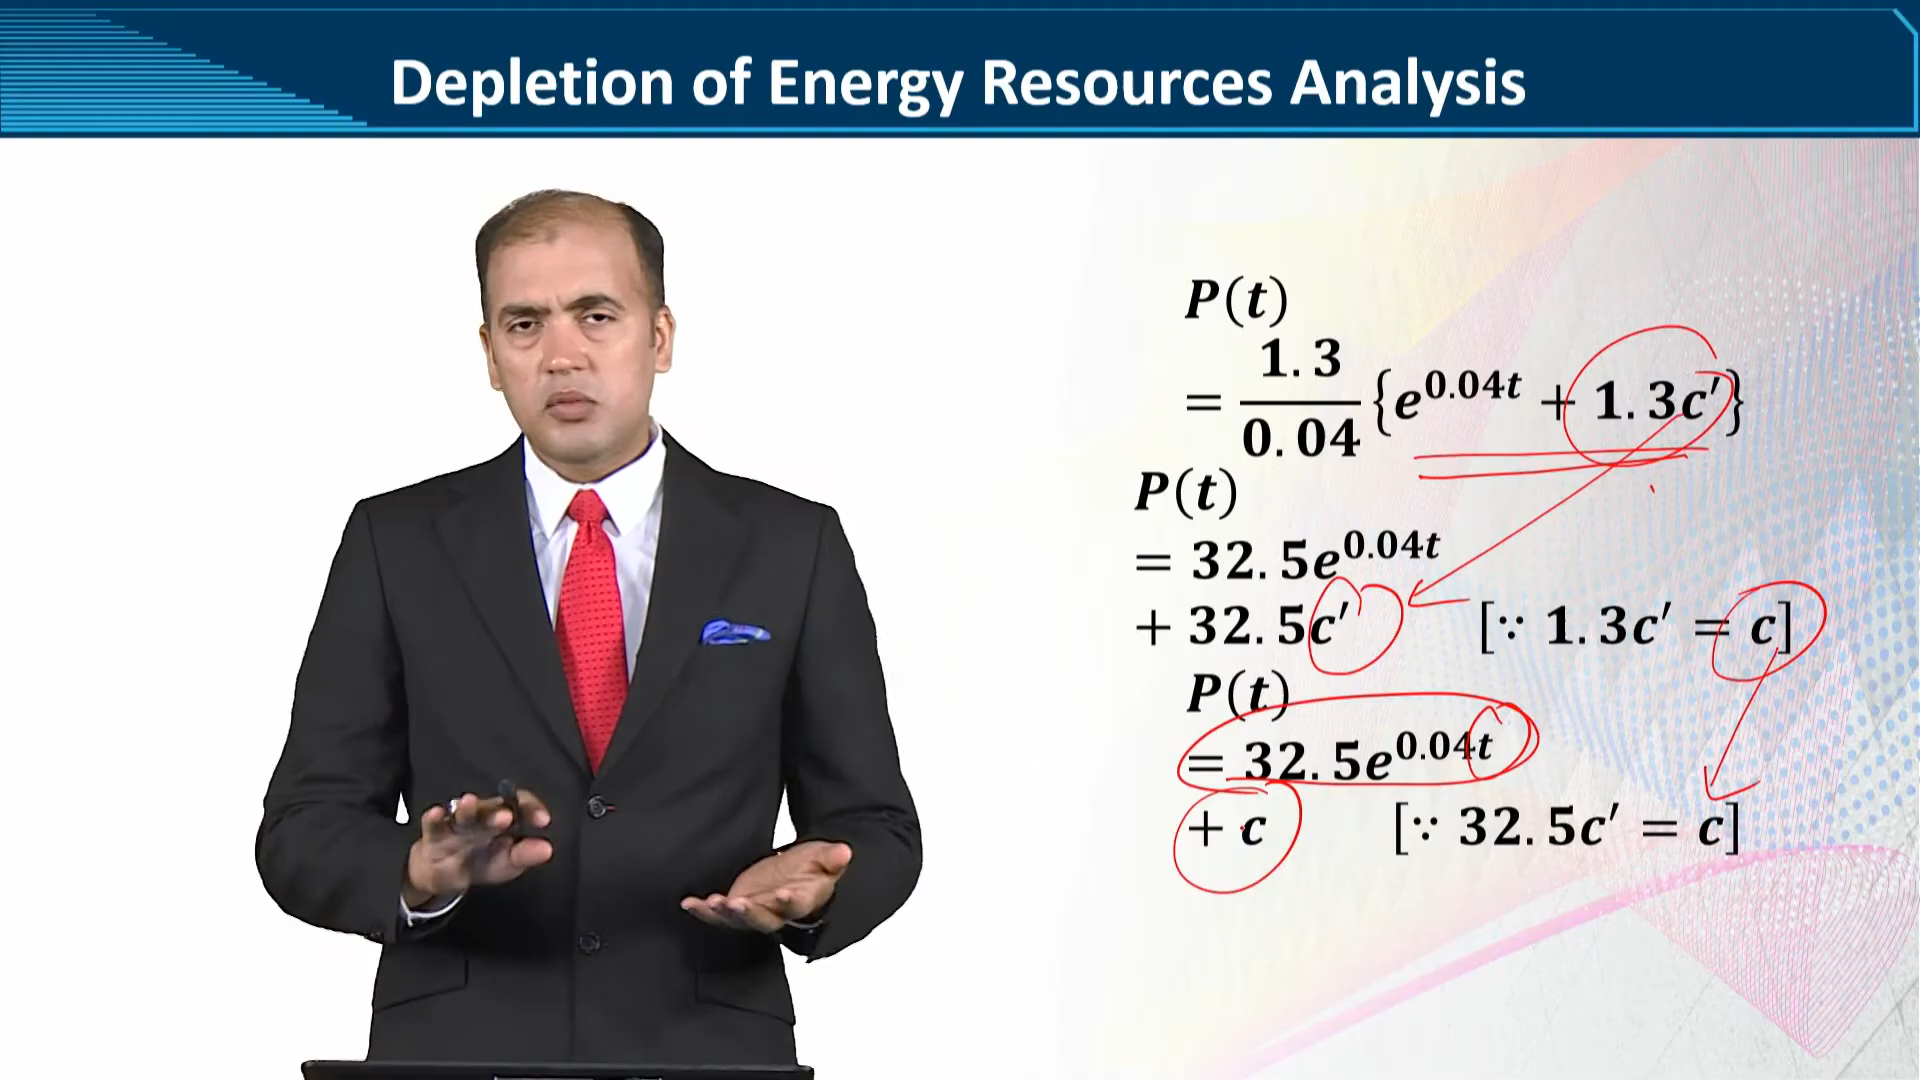 Depletion of Energy Resources Analysis
P(t)
= 1.3/0.04 {e^0.04t + 1.3c′}
P(t)
= 32.5e^0.04t
+ 32.5c′ [∵ 1.3c′ = c]
P(t)
= 32.5e^0.04t
+ c [∵ 32.5c′ = c]